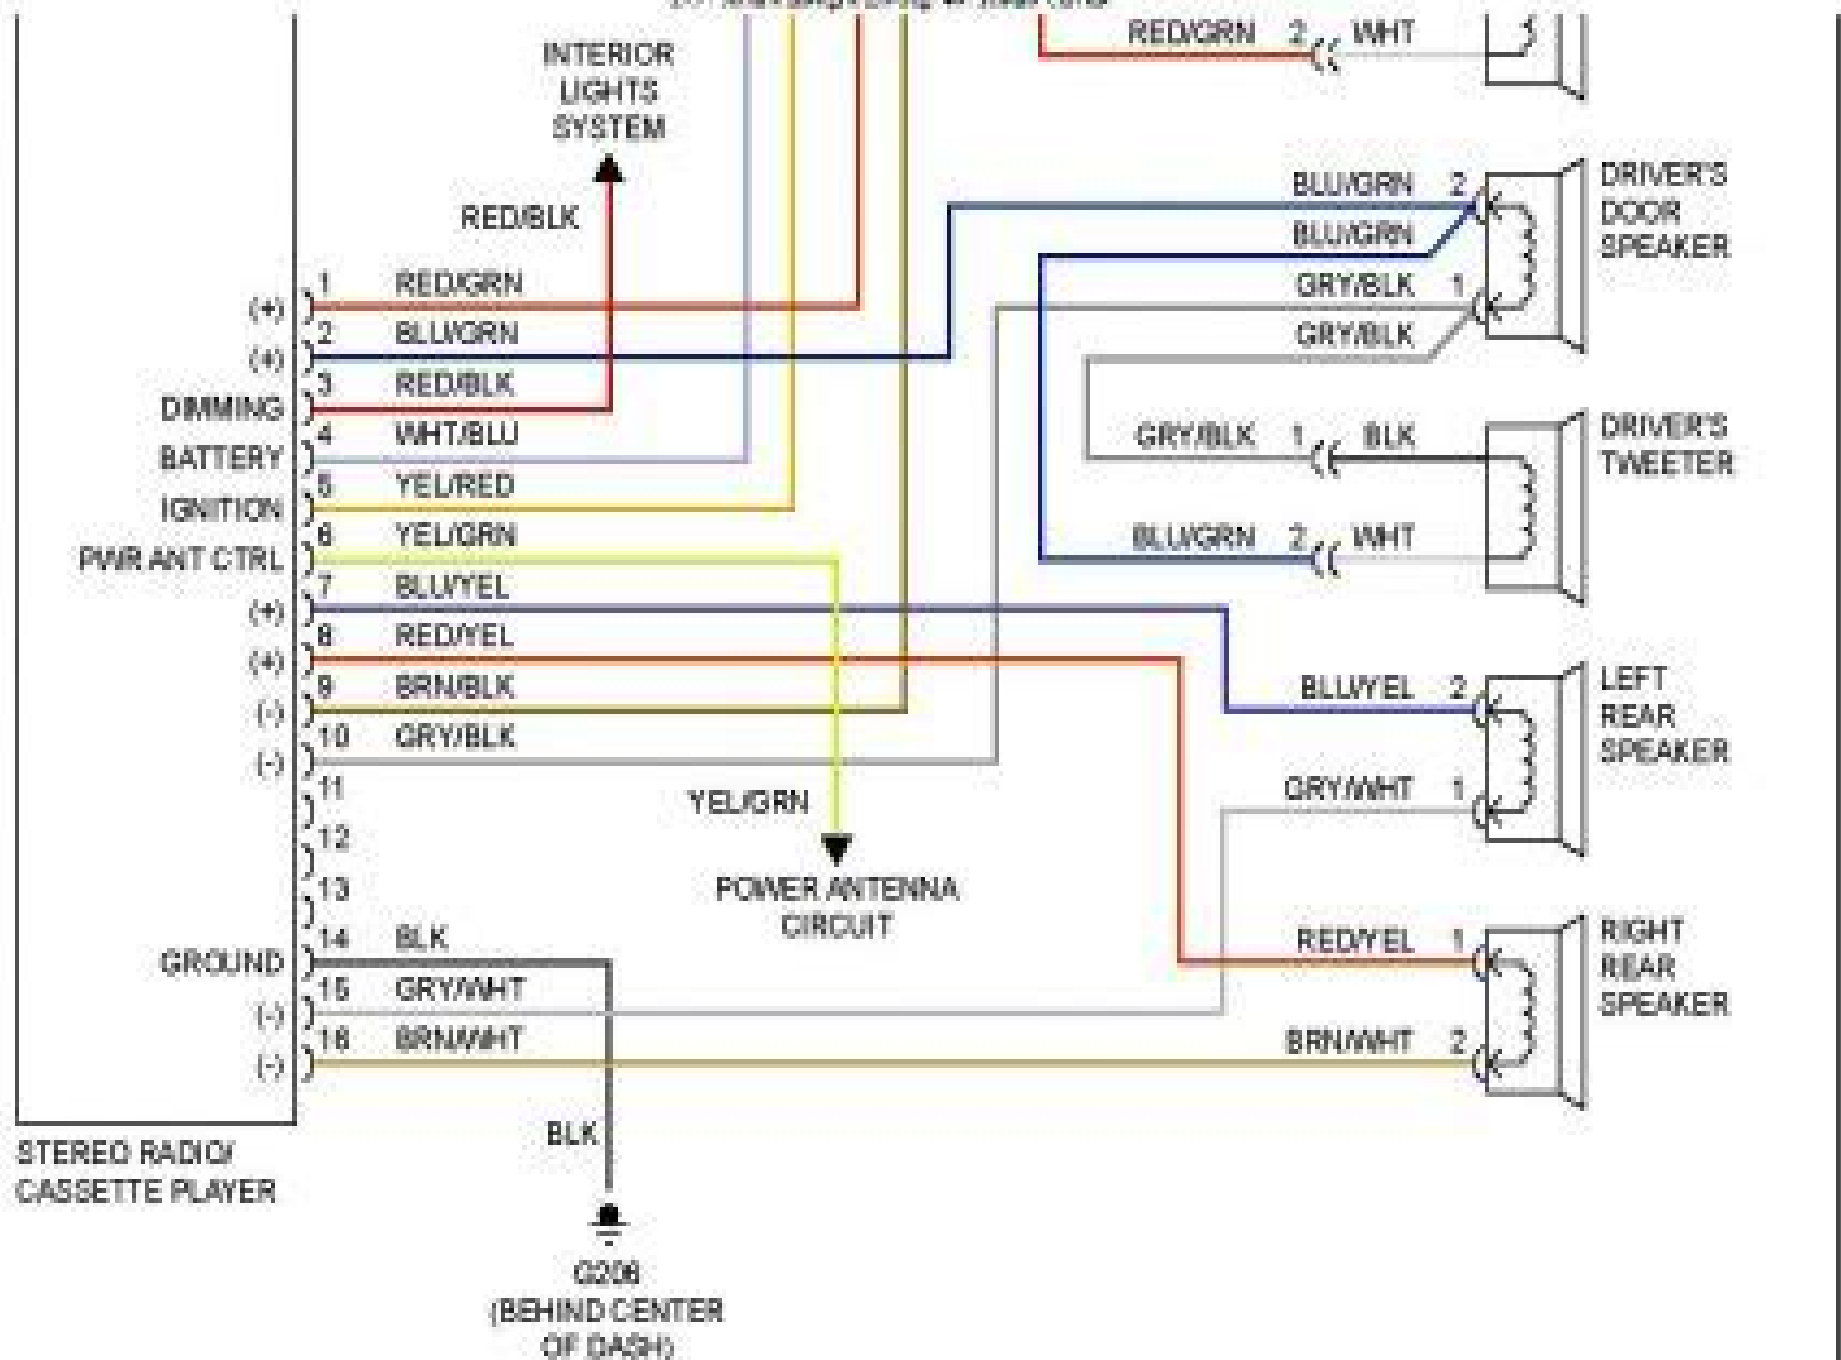 RED/GRN 2 WHT
INTERIOR
LIGHTS
SYSTEM
RED/BLK
BLU/GRN 2
BLU/GRN
GRY/BLK 1
GRY/BLK
DRIVER'S
DOOR
SPEAKER
(+) 1 RED/GRN
(+) 2 BLU/GRN
DIMMING 3 RED/BLK
BATTERY 4 WHT/BLU
IGNITION 5 YEL/RED
PWR ANT CTRL 6 YEL/GRN
(+) 7 BLU/YEL
(+) 8 RED/YEL
(-) 9 BRN/BLK
(-) 10 GRY/BLK
11
12
13
GROUND 14 BLK
(-) 15 GRY/WHT
(-) 16 BRN/WHT
GRY/BLK 1 BLK
BLU/GRN 2 WHT
DRIVER'S
TWEETER
BLU/YEL 2
GRY/WHT 1
LEFT
REAR
SPEAKER
YEL/GRN
POWER ANTENNA
CIRCUIT
RED/YEL 1
BRN/WHT 2
RIGHT
REAR
SPEAKER
BLK
STEREO RADIO/
CASSETTE PLAYER
G206
(BEHIND CENTER
OF DASH)